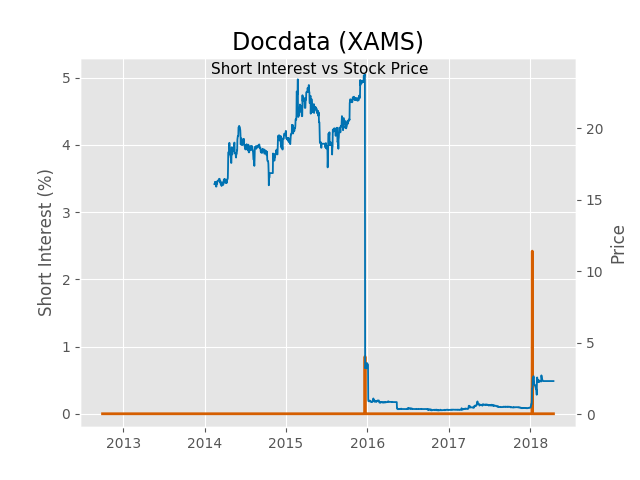 Docdata (XAMS)
Short Interest vs Stock Price
Short Interest (%)
5
4
3
2
1
0
20
15
10
5
0
Price
2013 2014 2015 2016 2017 2018